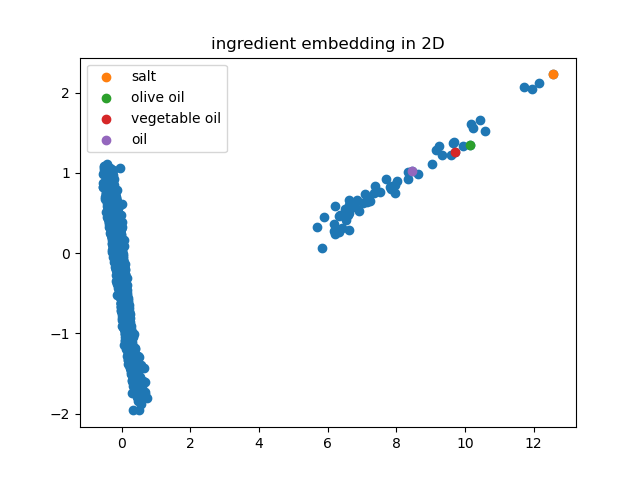 ingredient embedding in 2D
salt
olive oil
vegetable oil
oil
2
1
0
−1
−2
0 2 4 6 8 10 12